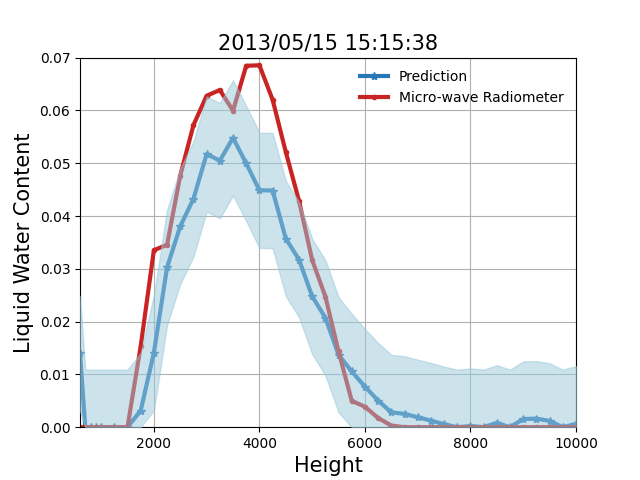 2013/05/15 15:15:38
Prediction
Micro-wave Radiometer
Liquid Water Content
0.07
0.06
0.05
0.04
0.03
0.02
0.01
0.00
2000 4000 6000 8000 10000
Height